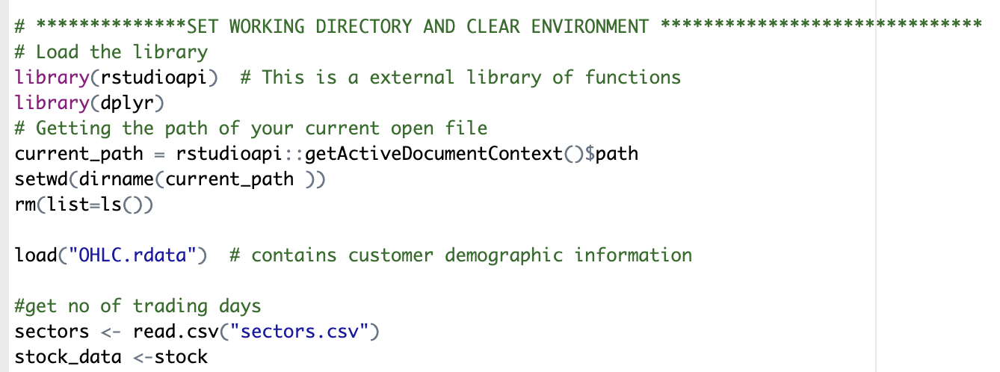 # **************SET WORKING DIRECTORY AND CLEAR ENVIRONMENT ******************************
# Load the library
library(rstudioapi)  # This is a external library of functions
library(dplyr)
# Getting the path of your current open file
current_path = rstudioapi::getActiveDocumentContext()$path
setwd(dirname(current_path ))
rm(list=ls())
load("OHLC.rdata")  # contains customer demographic information
#get no of trading days
sectors <- read.csv("sectors.csv")
stock_data <-stock